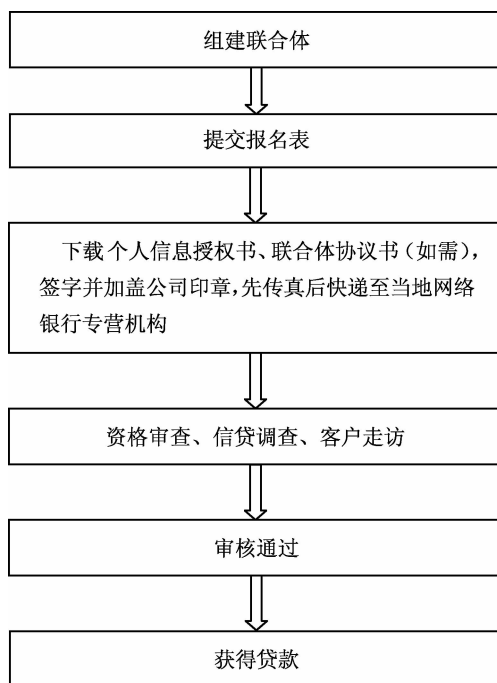 组建联合体
提交报名表
下载个人信息授权书、联合体协议书(如需),
签字并加盖公司印章,先传真后快递至当地网络
银行专营机构
资格审查、信贷调查、客户走访
审核通过
获得贷款